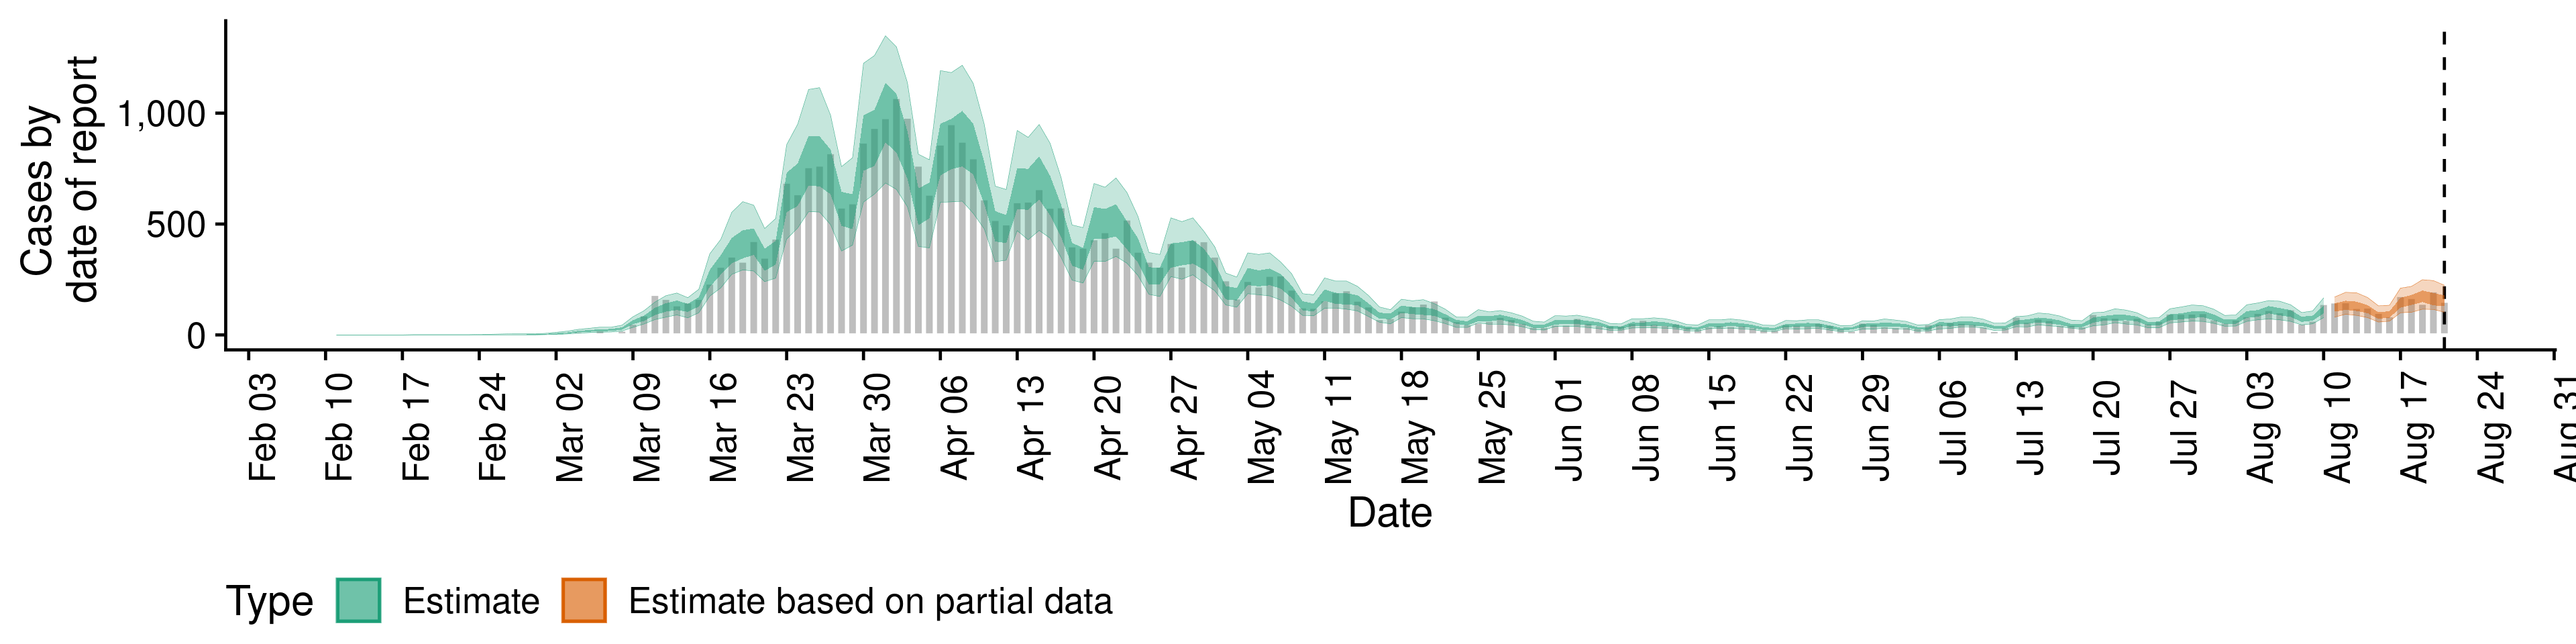 Cases by
date of report
1,000
500
0
Feb 03
Feb 10
Feb 17
Feb 24
Mar 02
Mar 09
Mar 16
Mar 23
Mar 30
Apr 06
Apr 13
Apr 20
Apr 27
May 04
May 11
May 18
May 25
Jun 01
Jun 08
Jun 15
Jun 22
Jun 29
Jul 06
Jul 13
Jul 20
Jul 27
Aug 03
Aug 10
Aug 17
Aug 24
Aug 31
Date
Type Estimate Estimate based on partial data